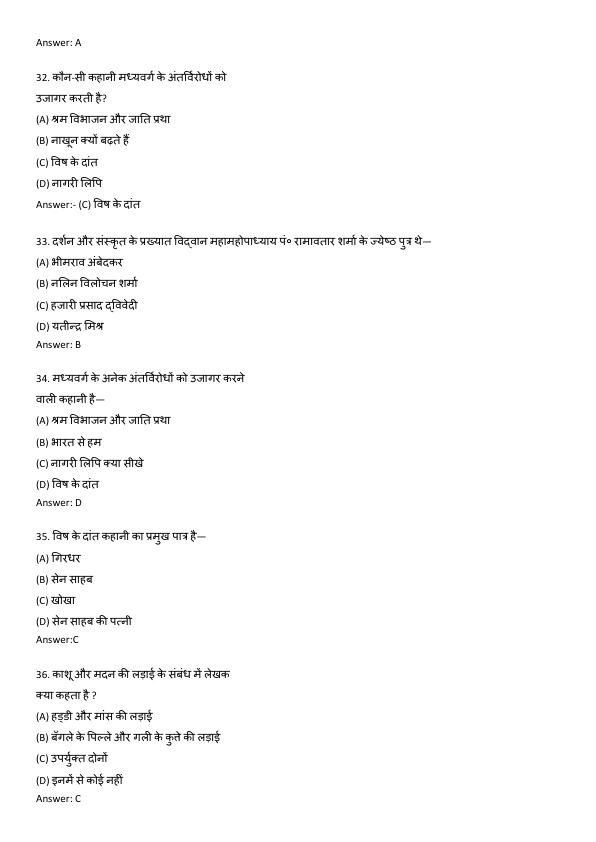 Answer: A
32. कौन-सी कहानी मध्यवर्ग के अंतर्विरोधों को
उजागर करती है?
(A) श्रम विभाजन और जाति प्रथा
(B) नाखून क्यों बढ़ते हैं
(C) विष के दांत
(D) नागरी लिपि
Answer:- (C) विष के दांत
33. दर्शन और संस्कृत के प्रख्यात विद्वान महामहोपाध्याय पं० रामावतार शर्मा के ज्येष्ठ पुत्र थे—
(A) भीमराव अंबेदकर
(B) नलिन विलोचन शर्मा
(C) हजारी प्रसाद द्विवेदी
(D) यतीन्द्र मिश्र
Answer: B
34. मध्यवर्ग के अनेक अंतर्विरोधों को उजागर करने
वाली कहानी है—
(A) श्रम विभाजन और जाति प्रथा
(B) भारत से हम
(C) नागरी लिपि क्या सीखे
(D) विष के दांत
Answer: D
35. विष के दांत कहानी का प्रमुख पात्र है—
(A) गिरधर
(B) सेन साहब
(C) खोखा
(D) सेन साहब की पत्नी
Answer:C
36. काशू और मदन की लड़ाई के संबंध में लेखक
क्या कहता है ?
(A) हड्डी और मांस की लड़ाई
(B) बँगले के पिल्ले और गली के कुत्ते की लड़ाई
(C) उपर्युक्त दोनों
(D) इनमें से कोई नहीं
Answer: C